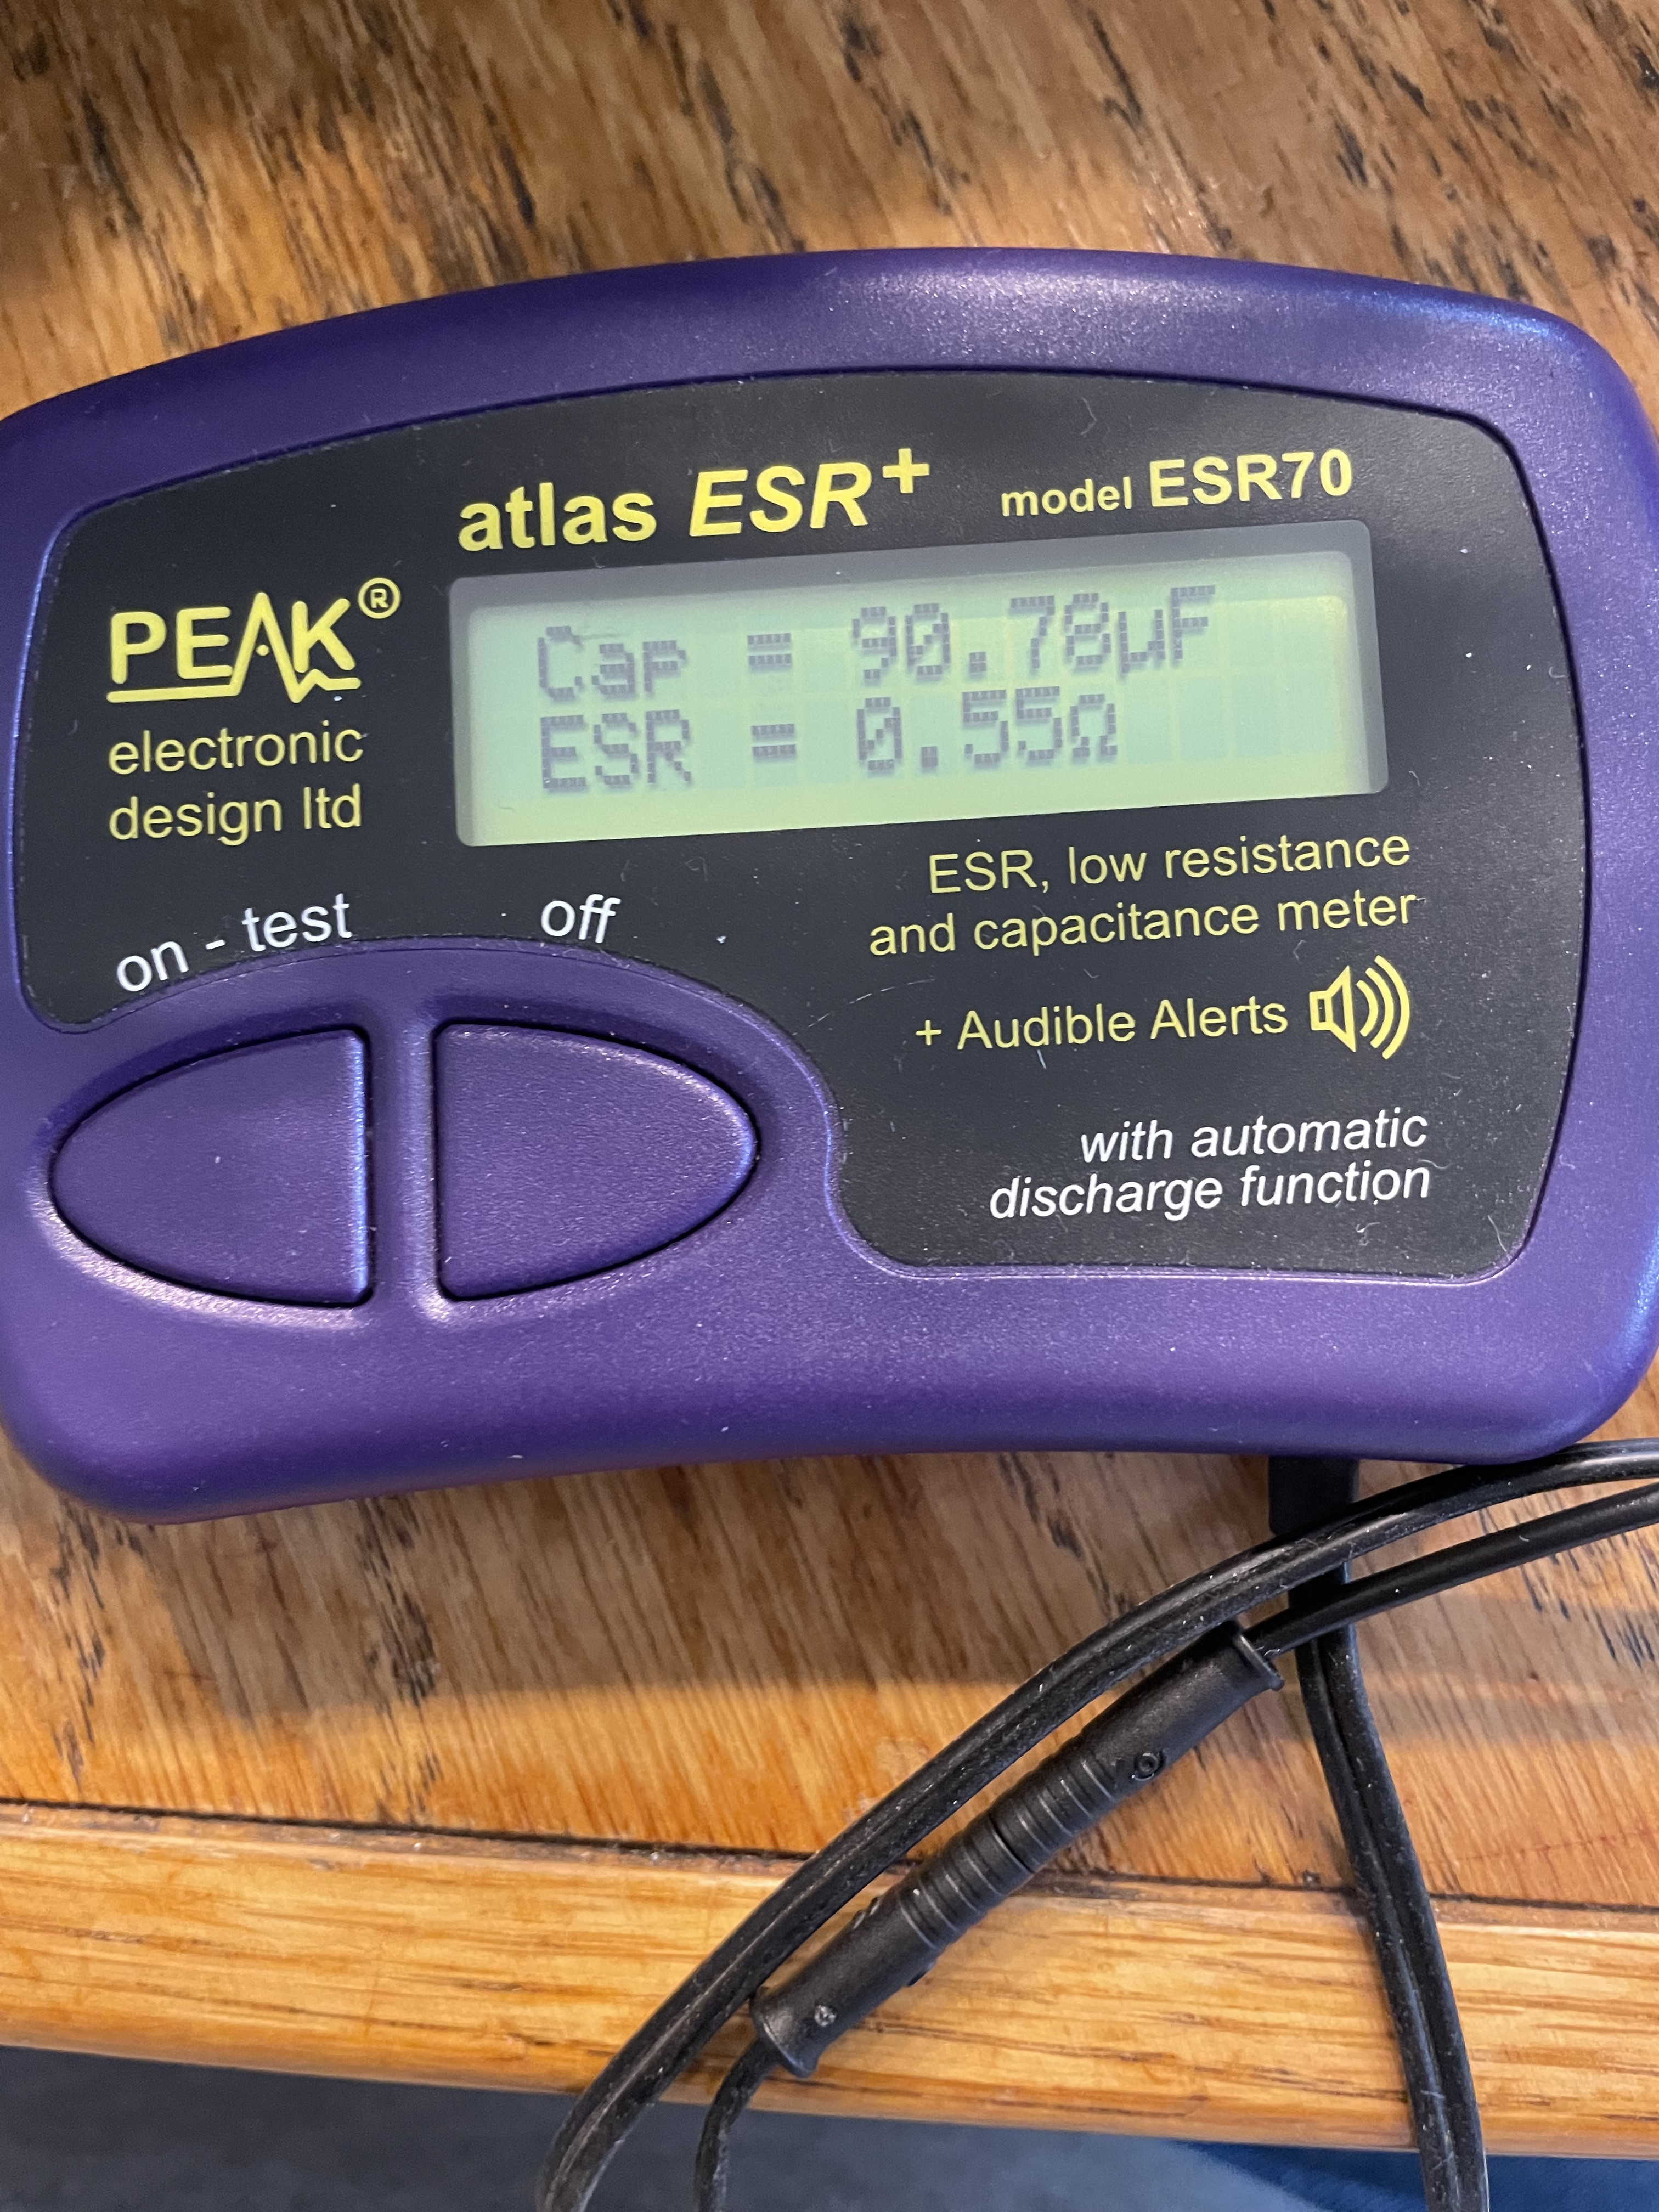 atlas ESR+ model ESR70
PEAK®
electronic
design ltd
Cap = 90.78µF
ESR = 0.55Ω
on - test off
ESR, low resistance
and capacitance meter
+ Audible Alerts
with automatic
discharge function